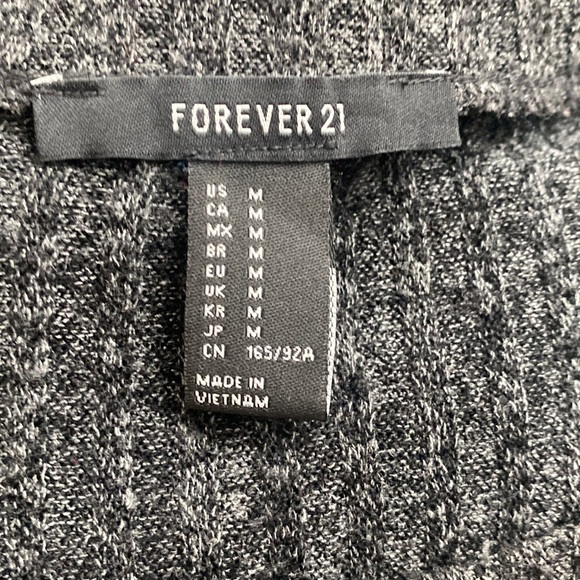 FOREVER 21
US M
CA M
MX M
BR M
EU M
UK M
KR M
JP M
CN 165/92A
MADE IN
VIETNAM